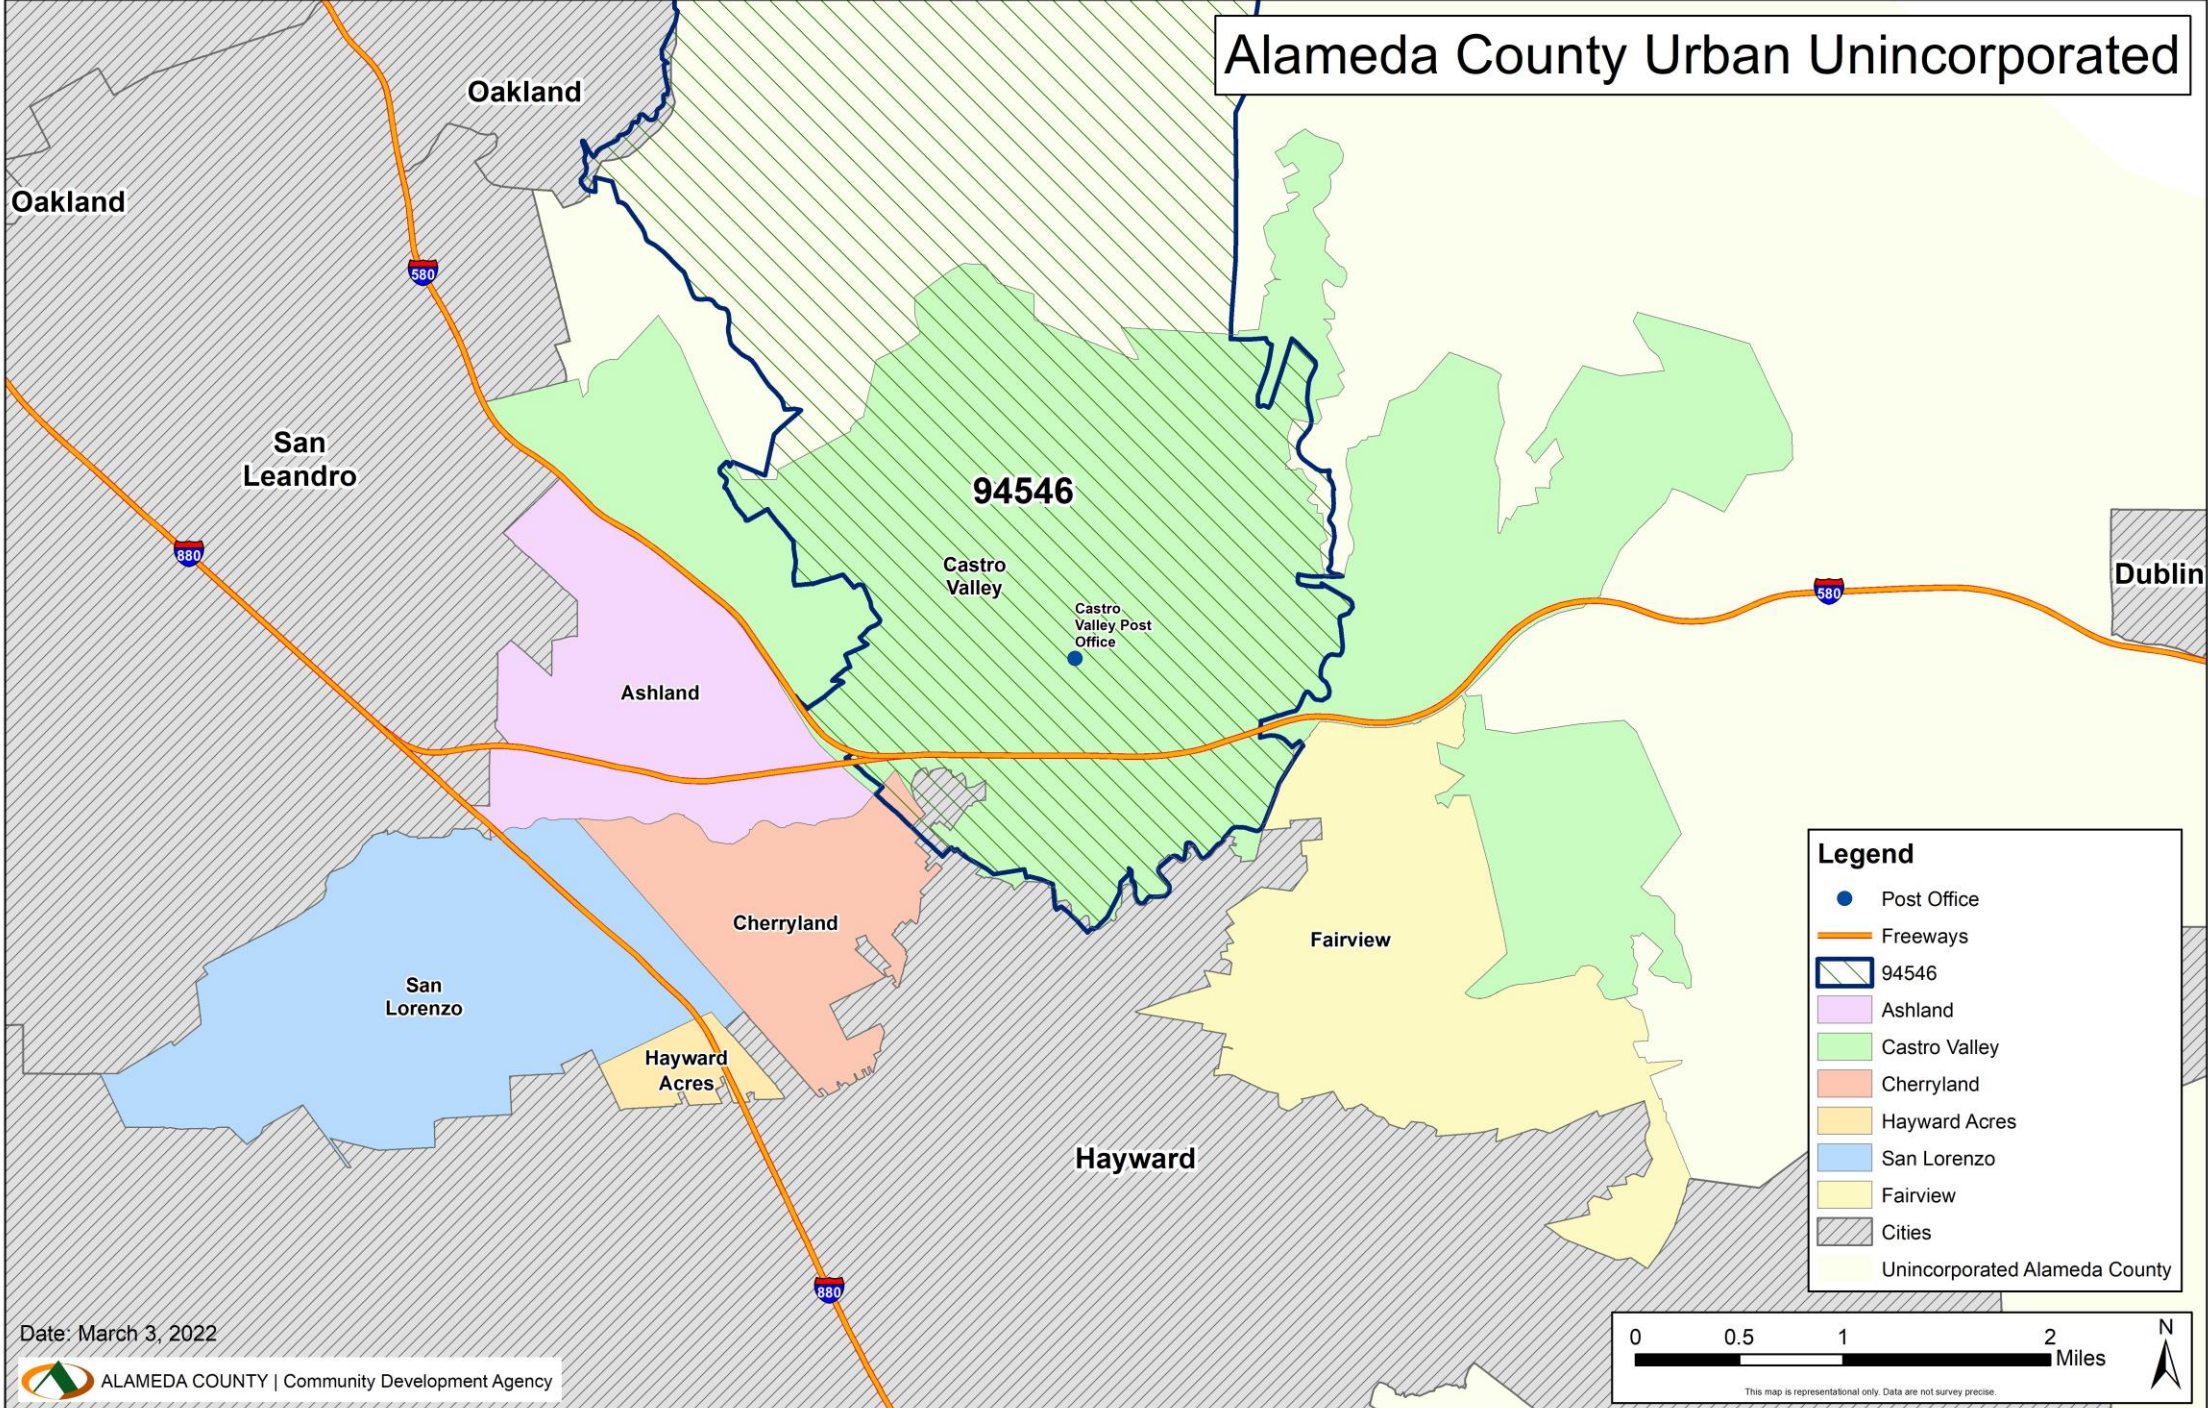 Alameda County Urban Unincorporated
Oakland
Oakland
580
San
Leandro
94546
880
Castro
Valley
Castro
Valley Post
Office
Dublin
580
Ashland
Cherryland
Fairview
San
Lorenzo
Hayward
Acres
Hayward
880
Legend
Post Office
Freeways
94546
Ashland
Castro Valley
Cherryland
Hayward Acres
San Lorenzo
Fairview
Cities
Unincorporated Alameda County
Date: March 3, 2022
ALAMEDA COUNTY | Community Development Agency
0 0.5 1 2
Miles
N
This map is representational only. Data are not survey precise.